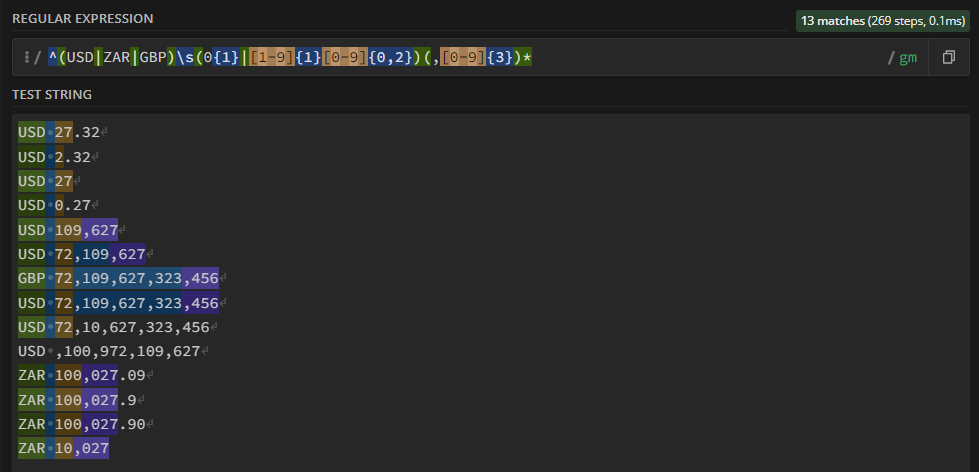 REGULAR EXPRESSION
13 matches (269 steps, 0.1ms)
/ ^(USD|ZAR|GBP)\s(0{1}|[1-9]{1}[0-9]{0,2})(,[0-9]{3})* / gm
TEST STRING
USD 27.32
USD 2.32
USD 27
USD 0.27
USD 109,627
USD 72,109,627
GBP 72,109,627,323,456
USD 72,109,627,323,456
USD 72,10,627,323,456
USD ,100,972,109,627
ZAR 100,027.09
ZAR 100,027.9
ZAR 100,027.90
ZAR 10,027